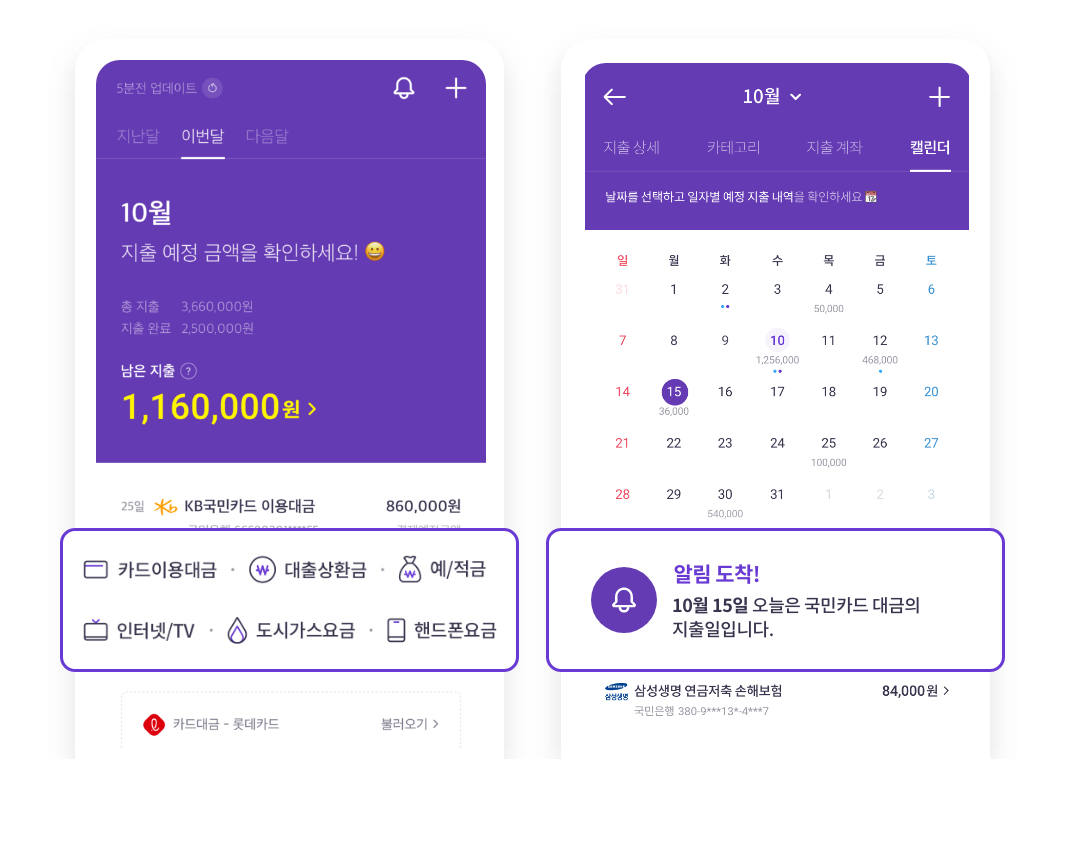 5분전 업데이트
지난달 이번달 다음달
10월
지출 예정 금액을 확인하세요! 😀
총 지출 3,660,000원
지출 완료 2,500,000원
남은 지출 ?
1,160,000원 >
25일 KB국민카드 이용대금 860,000원
카드이용대금 · 대출상환금 · 예/적금
인터넷/TV · 도시가스요금 · 핸드폰요금
카드대금 - 롯데카드 불러오기 >
10월
지출 상세 카테고리 지출 계좌 캘린더
날짜를 선택하고 일자별 예정 지출 내역을 확인하세요 📅
일 월 화 수 목 금 토
31 1 2 3 4 5 6
50,000
7 8 9 10 11 12 13
1,256,000 468,000
14 15 16 17 18 19 20
36,000
21 22 23 24 25 26 27
100,000
28 29 30 31 1 2 3
540,000
알림 도착!
10월 15일 오늘은 국민카드 대금의
지출일입니다.
삼성생명 삼성생명 연금저축 손해보험 84,000원 >
국민은행 380-9***13*-4***7